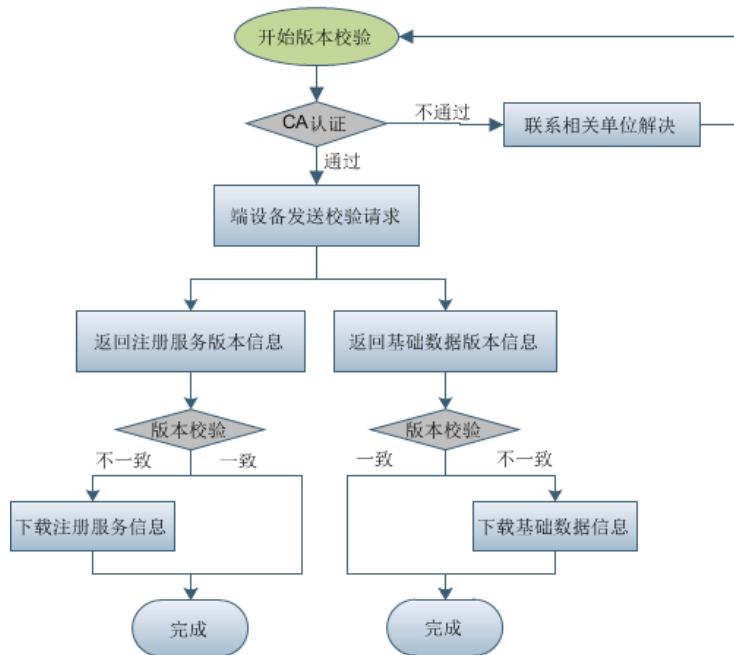 开始版本校验
CA认证
不通过
联系相关单位解决
通过
端设备发送校验请求
返回注册服务版本信息
返回基础数据版本信息
版本校验
版本校验
不一致
一致
一致
不一致
下载注册服务信息
下载基础数据信息
完成
完成